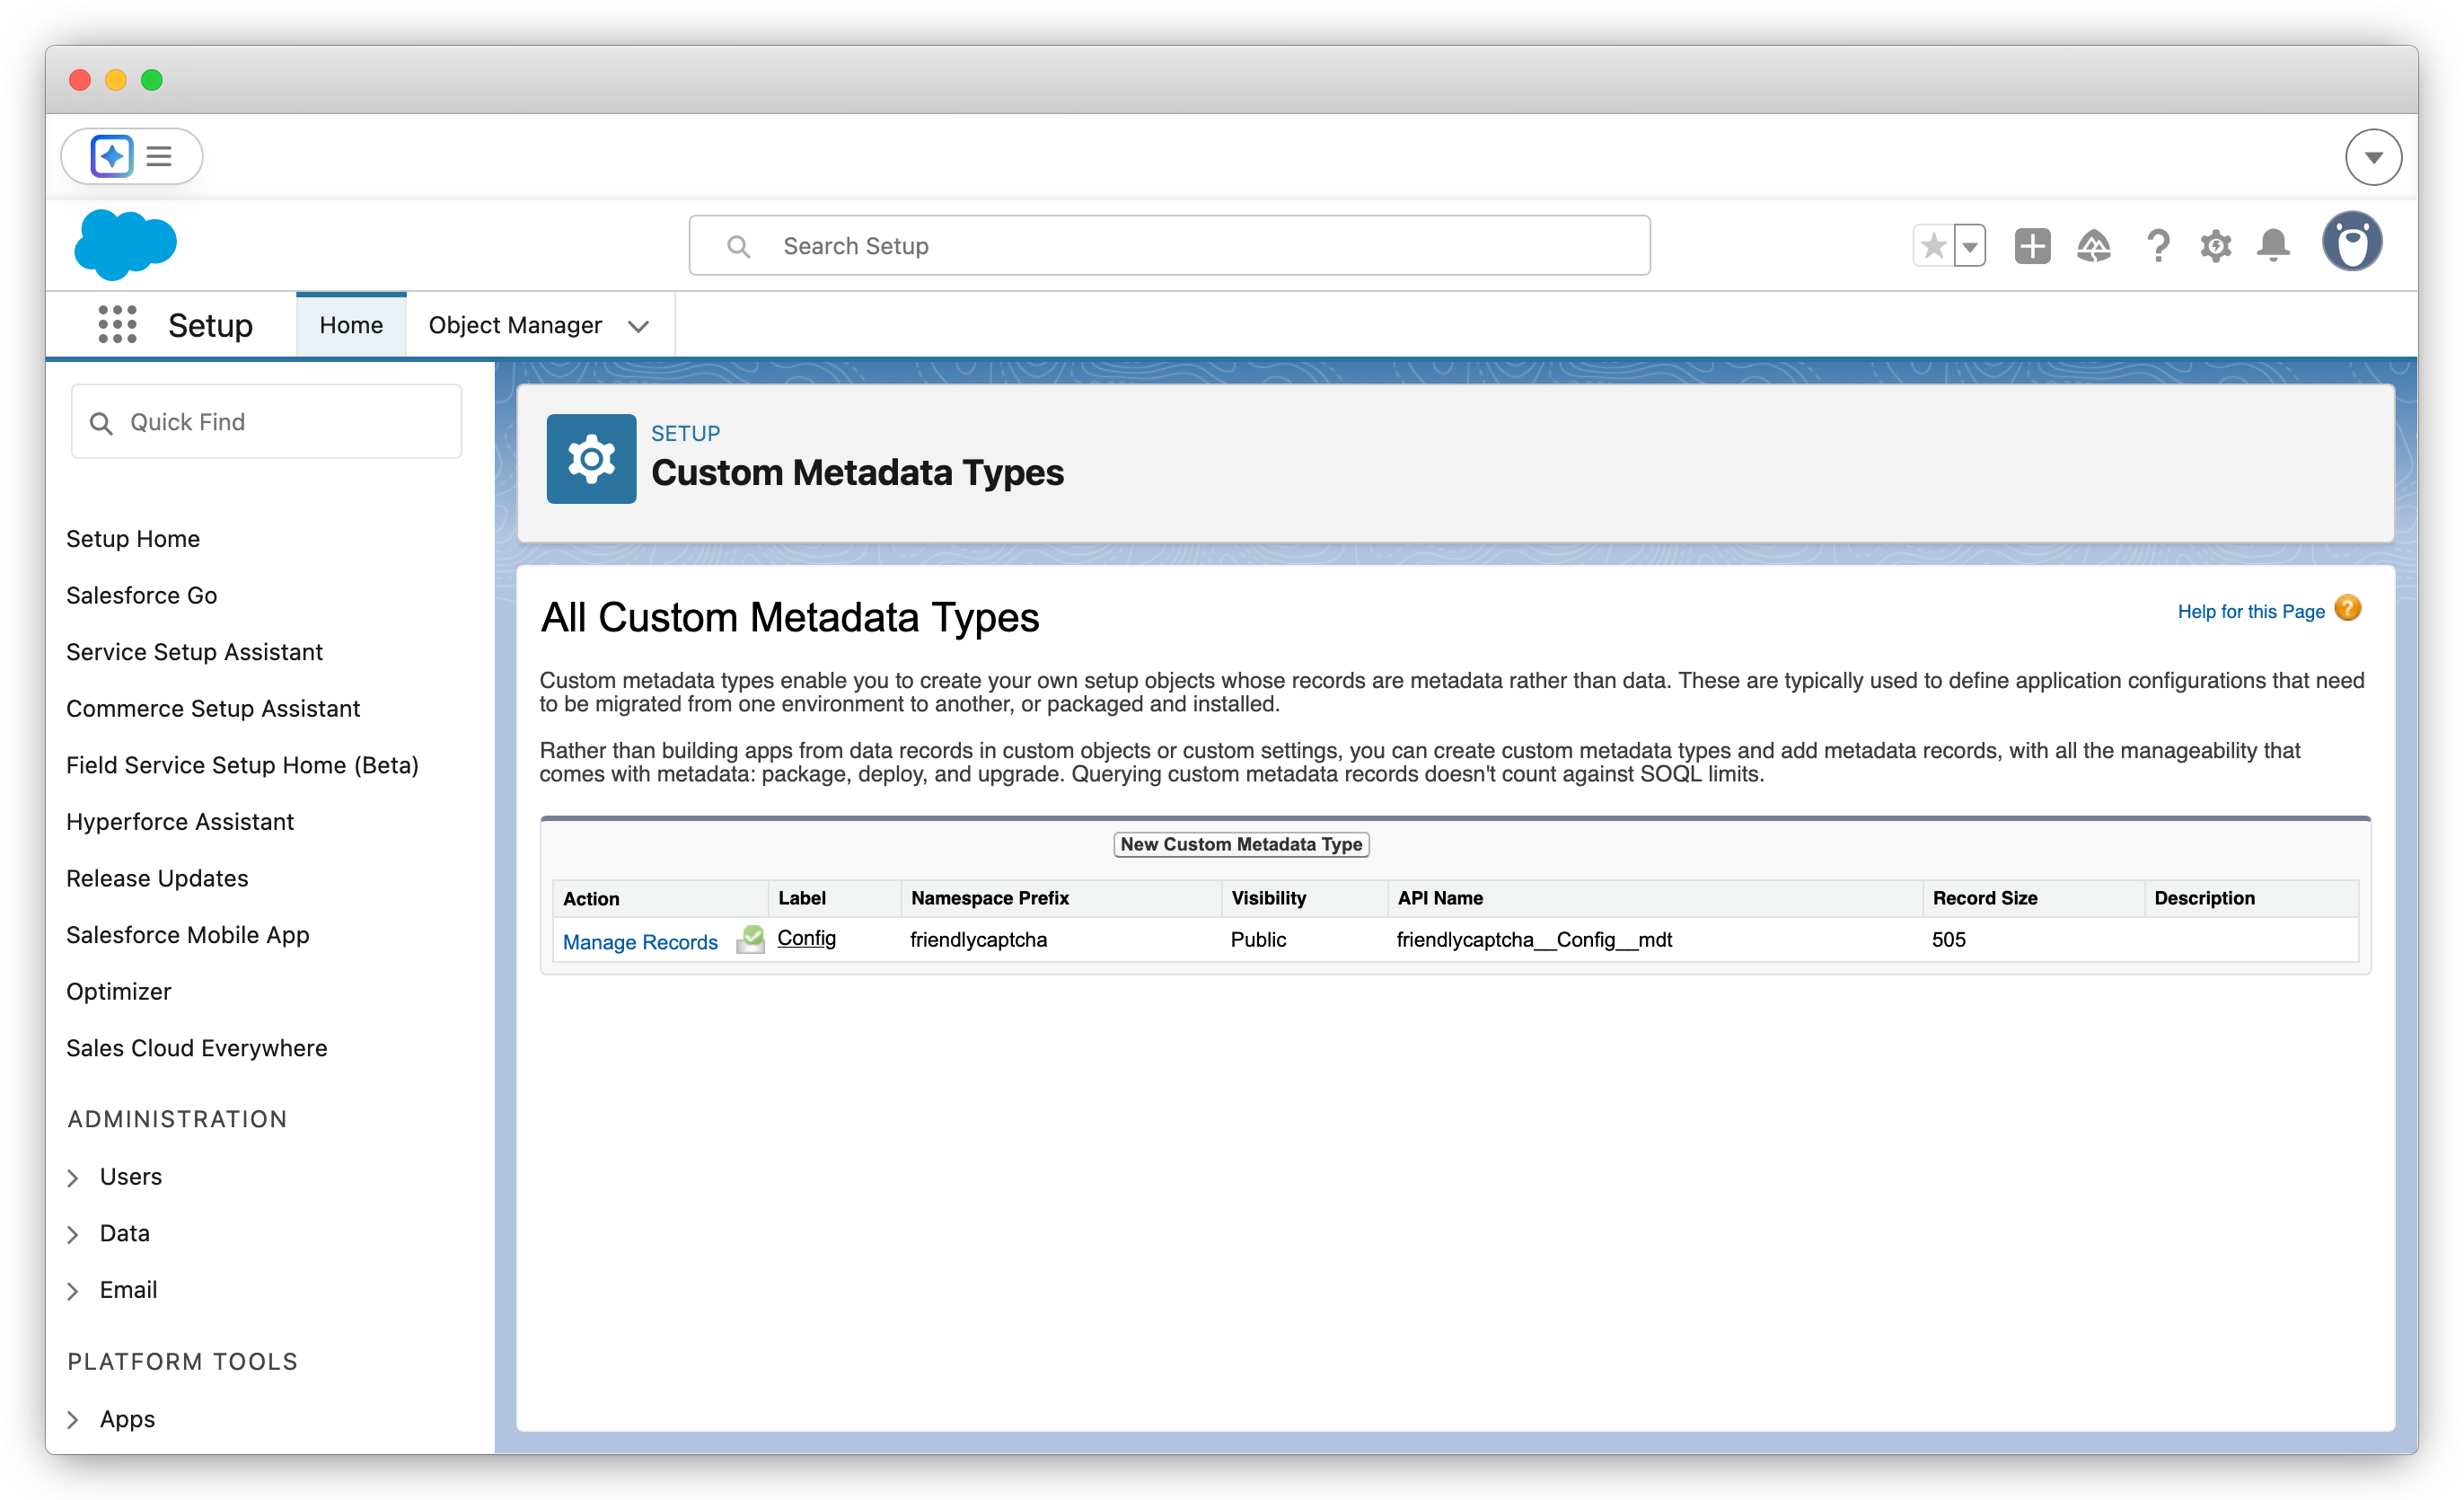 Search Setup
Setup
Home
Object Manager
Quick Find
Setup Home
Salesforce Go
Service Setup Assistant
Commerce Setup Assistant
Field Service Setup Home (Beta)
Hyperforce Assistant
Release Updates
Salesforce Mobile App
Optimizer
Sales Cloud Everywhere
ADMINISTRATION
Users
Data
Email
PLATFORM TOOLS
Apps
SETUP
Custom Metadata Types
All Custom Metadata Types
Help for this Page ?
Custom metadata types enable you to create your own setup objects whose records are metadata rather than data. These are typically used to define application configurations that need
to be migrated from one environment to another, or packaged and installed.
Rather than building apps from data records in custom objects or custom settings, you can create custom metadata types and add metadata records, with all the manageability that
comes with metadata: package, deploy, and upgrade. Querying custom metadata records doesn't count against SOQL limits.
New Custom Metadata Type
Action Label Namespace Prefix Visibility API Name Record Size Description
Manage Records Config friendlycaptcha Public friendlycaptcha__Config__mdt 505